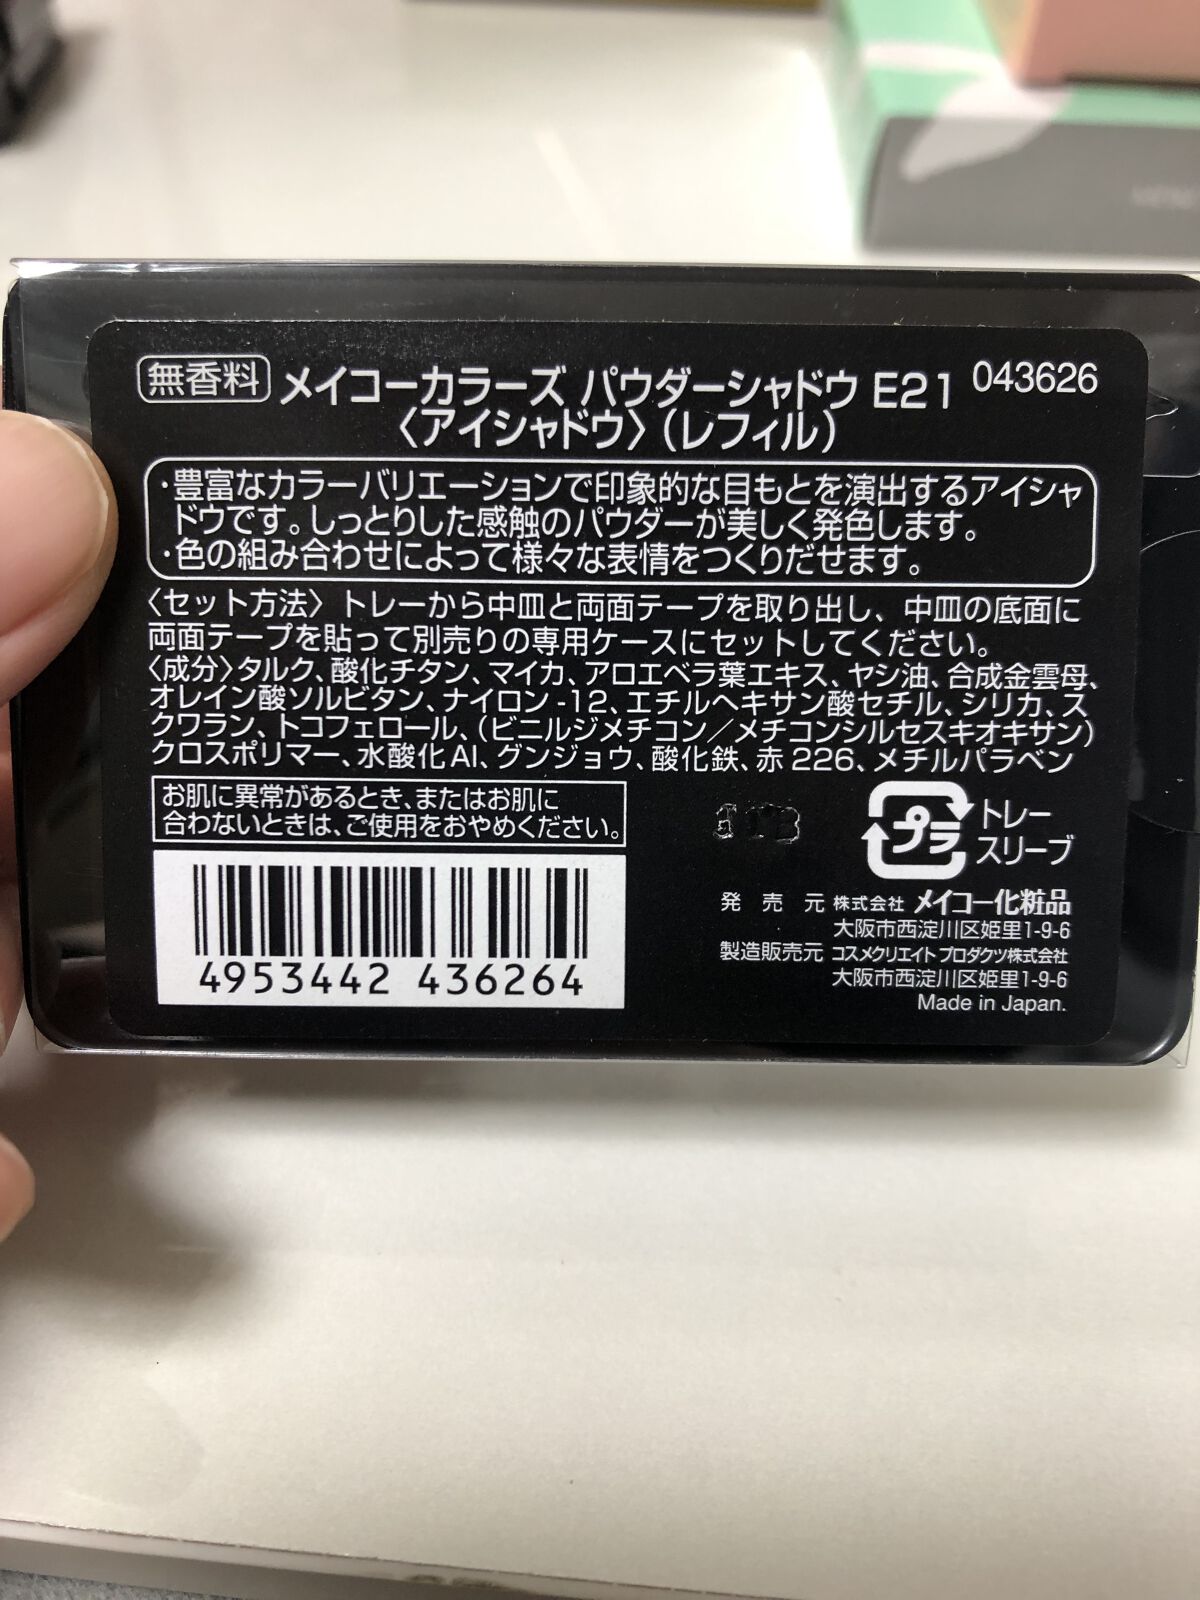 無香料 メイコーカラーズ パウダーシャドウ E21 043626
〈アイシャドウ〉（レフィル）
・豊富なカラーバリエーションで印象的な目もとを演出するアイシャ
ドウです。しっとりした感触のパウダーが美しく発色します。
・色の組み合わせによって様々な表情をつくりだせます。
〈セット方法〉トレーから中皿と両面テープを取り出し、中皿の底面に
両面テープを貼って別売りの専用ケースにセットしてください。
〈成分〉タルク、酸化チタン、マイカ、アロエベラ葉エキス、ヤシ油、合成金雲母、
オレイン酸ソルビタン、ナイロン-12、エチルヘキサン酸セチル、シリカ、ス
クワラン、トコフェロール、（ビニルジメチコン／メチコンシルセスキオキサン）
クロスポリマー、水酸化Al、グンジョウ、酸化鉄、赤226、メチルパラベン
お肌に異常があるとき、またはお肌に
合わないときは、ご使用をおやめください。
プラ
トレー
スリーブ
4953442 436264
発売元 株式会社 メイコー化粧品
大阪市西淀川区姫里1-9-6
製造販売元 コスメクリエイト プロダクツ株式会社
大阪市西淀川区姫里1-9-6
Made in Japan.